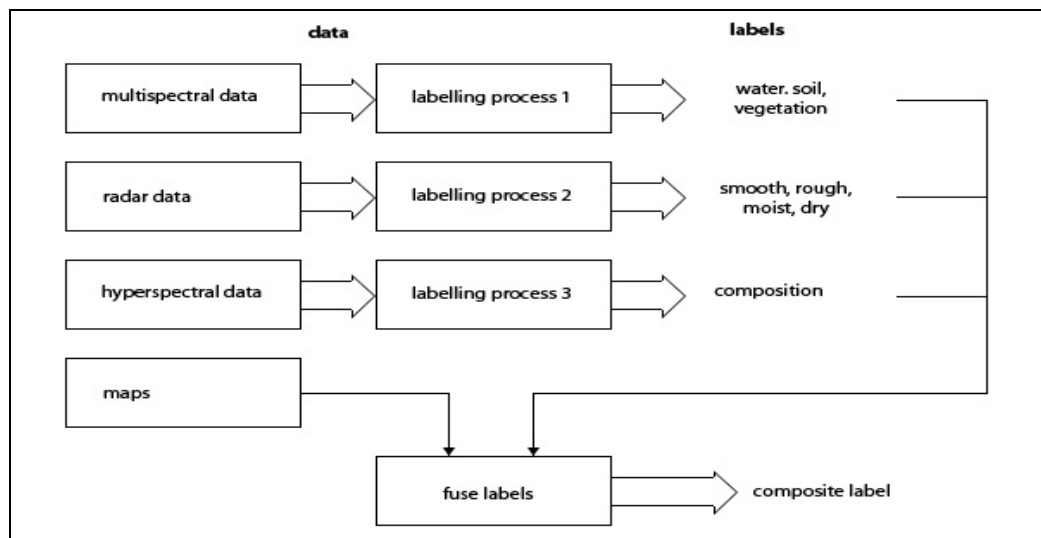 data
labels
multispectral data
labelling process 1
water. soil,
vegetation
radar data
labelling process 2
smooth, rough,
moist, dry
hyperspectral data
labelling process 3
composition
maps
fuse labels
composite label